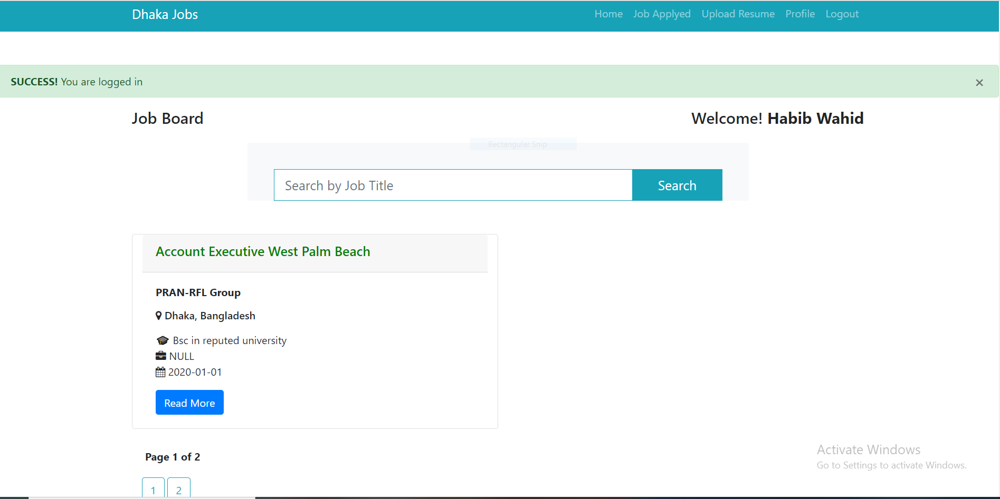 Dhaka Jobs
Home Job Applyed Upload Resume Profile Logout
SUCCESS! You are logged in
×
Job Board
Welcome! Habib Wahid
Rectangular Snip
Search by Job Title
Search
Account Executive West Palm Beach
PRAN-RFL Group
Dhaka, Bangladesh
Bsc in reputed university
NULL
2020-01-01
Read More
Page 1 of 2
1 2
Activate Windows
Go to Settings to activate Windows.